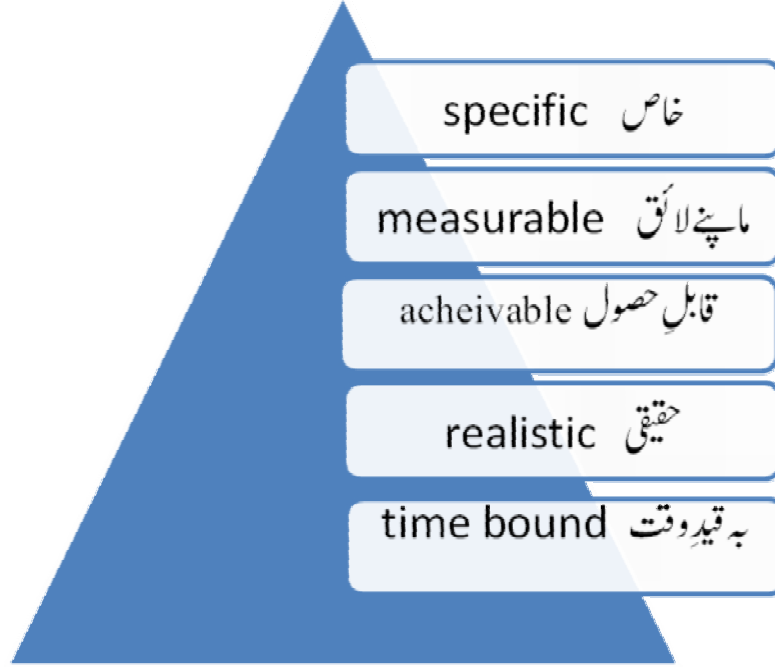 specific خاص
measurable ماپنے لائق
acheivable قابلِ حصول
realistic حقیقی
time bound بہ قیدِ وقت